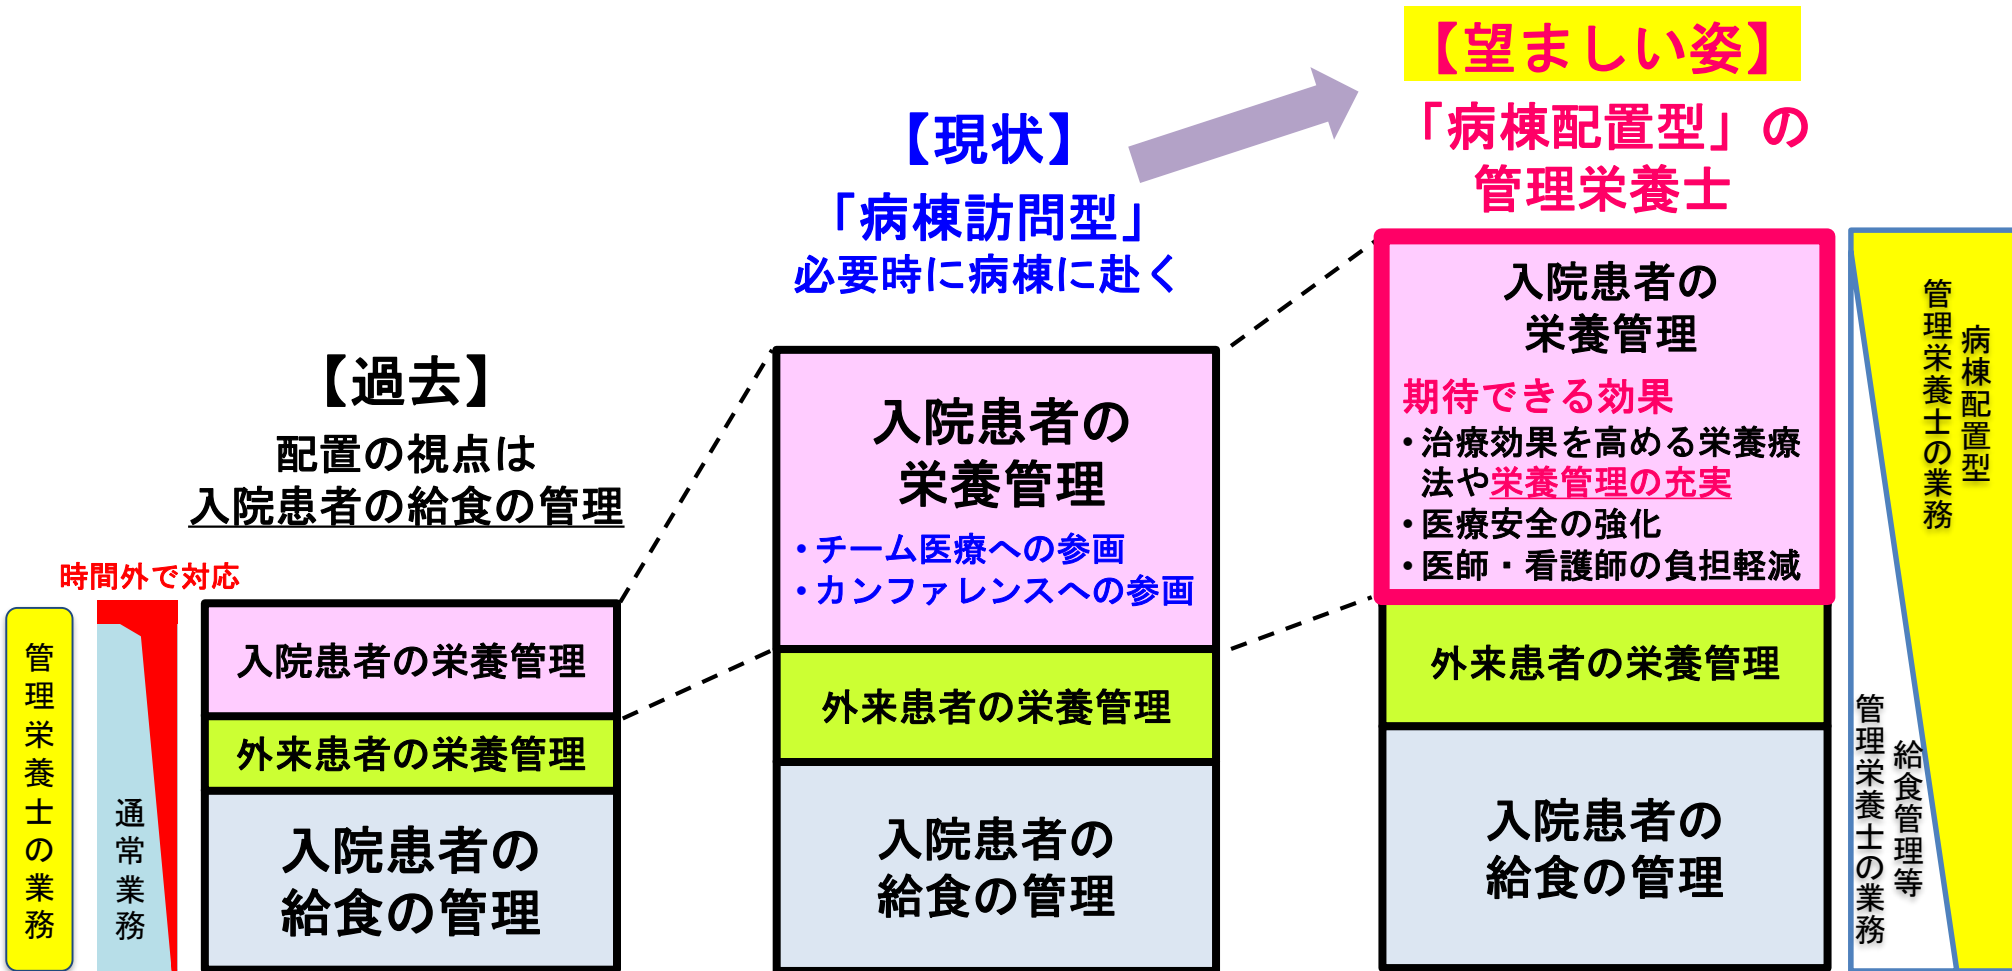 【過去】
配置の視点は
入院患者の給食の管理
時間外で対応
管理栄養士の業務
通常業務
入院患者の栄養管理
外来患者の栄養管理
入院患者の
給食の管理
【現状】
「病棟訪問型」
必要時に病棟に赴く
入院患者の
栄養管理
・チーム医療への参画
・カンファレンスへの参画
外来患者の栄養管理
入院患者の
給食の管理
【望ましい姿】
「病棟配置型」の
管理栄養士
入院患者の
栄養管理
期待できる効果
・治療効果を高める栄養療
法や栄養管理の充実
・医療安全の強化
・医師・看護師の負担軽減
外来患者の栄養管理
入院患者の
給食の管理
病棟配置型
管理栄養士の業務
給食管理等
管理栄養士の業務